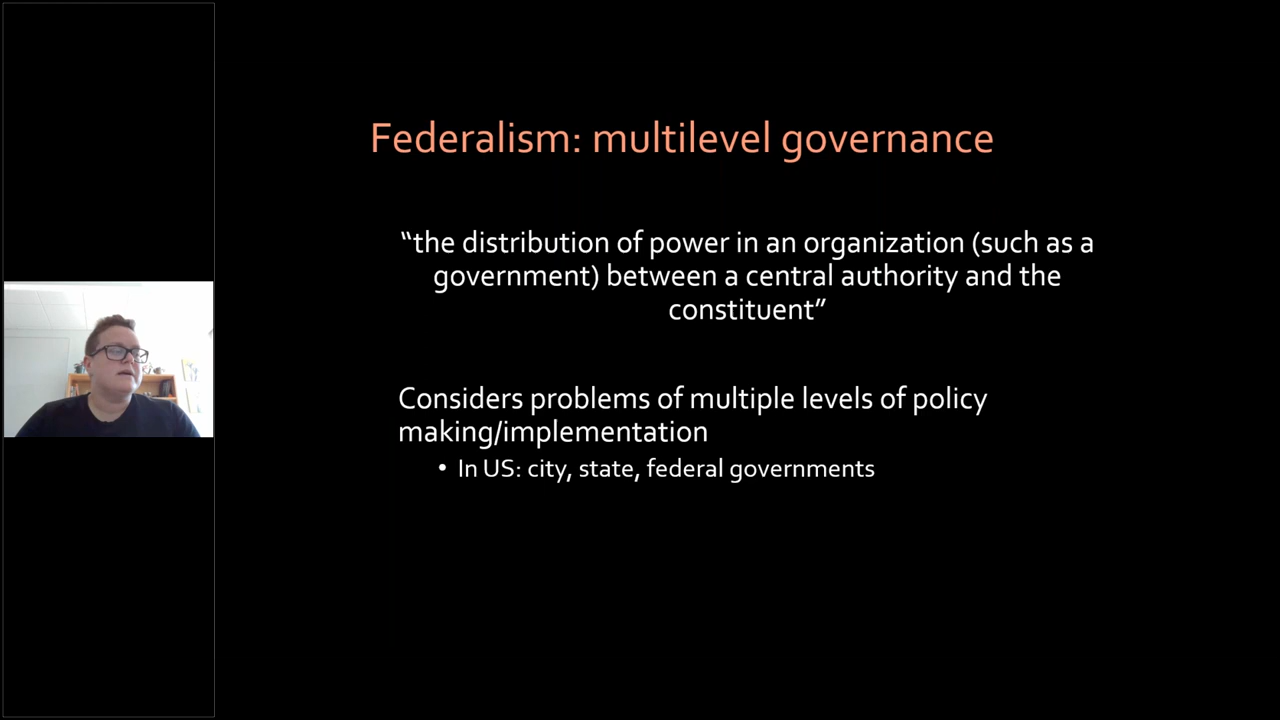 Federalism: multilevel governance
“the distribution of power in an organization (such as a
government) between a central authority and the
constituent”
Considers problems of multiple levels of policy
making/implementation
• In US: city, state, federal governments